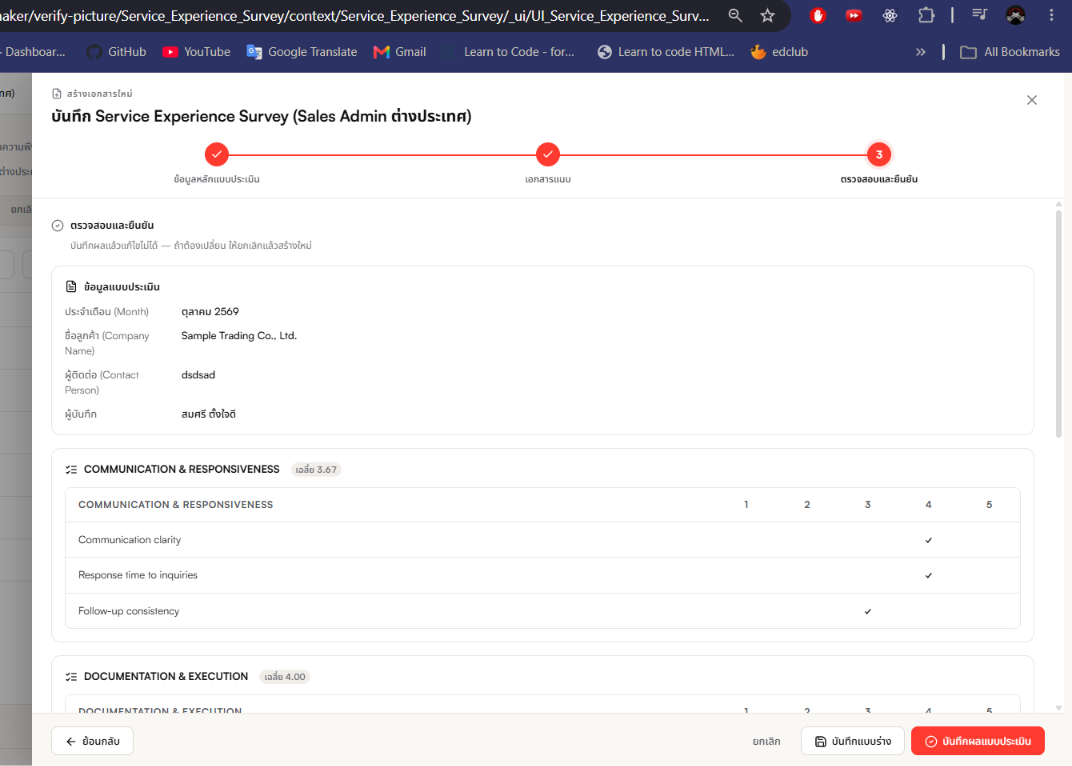 naker/verify-picture/Service_Experience_Survey/context/Service_Experience_Survey/_ui/UI_Service_Experience_Surv...
Dashboar... GitHub YouTube Google Translate Gmail Learn to Code - for... Learn to code HTML... edclub » All Bookmarks
สร้างเอกสารใหม่
บันทึก Service Experience Survey (Sales Admin ต่างประเทศ)
3
ข้อมูลหลักแบบประเมิน เอกสารแนบ ตรวจสอบและยืนยัน
ตรวจสอบและยืนยัน
บันทึกผลแล้วแก้ไขไม่ได้ — ถ้าต้องเปลี่ยน ให้ยกเลิกแล้วสร้างใหม่
ข้อมูลแบบประเมิน
ประจำเดือน (Month) ตุลาคม 2569
ชื่อลูกค้า (Company Name) Sample Trading Co., Ltd.
ผู้ติดต่อ (Contact Person) dsdsad
ผู้บันทึก สมศรี ตั้งใจดี
COMMUNICATION & RESPONSIVENESS เฉลี่ย 3.67
COMMUNICATION & RESPONSIVENESS 1 2 3 4 5
Communication clarity ✓
Response time to inquiries ✓
Follow-up consistency ✓
DOCUMENTATION & EXECUTION เฉลี่ย 4.00
DOCUMENTATION & EXECUTION 1 2 3 4 5
← ย้อนกลับ ยกเลิก บันทึกแบบร่าง บันทึกผลแบบประเมิน